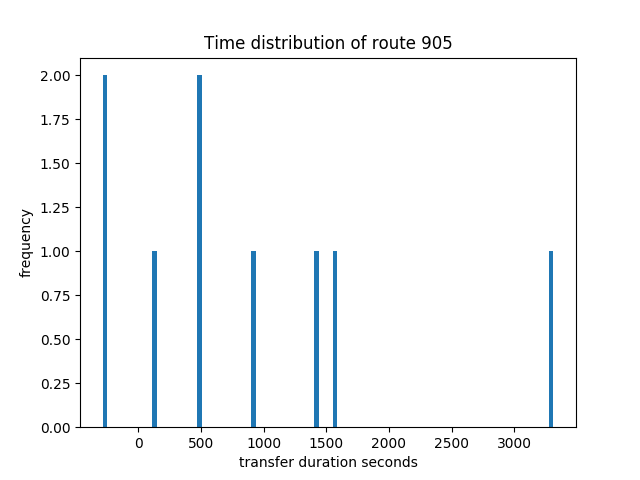 Time distribution of route 905
2.00
1.75
1.50
1.25
1.00
0.75
0.50
0.25
0.00
frequency
0 500 1000 1500 2000 2500 3000
transfer duration seconds